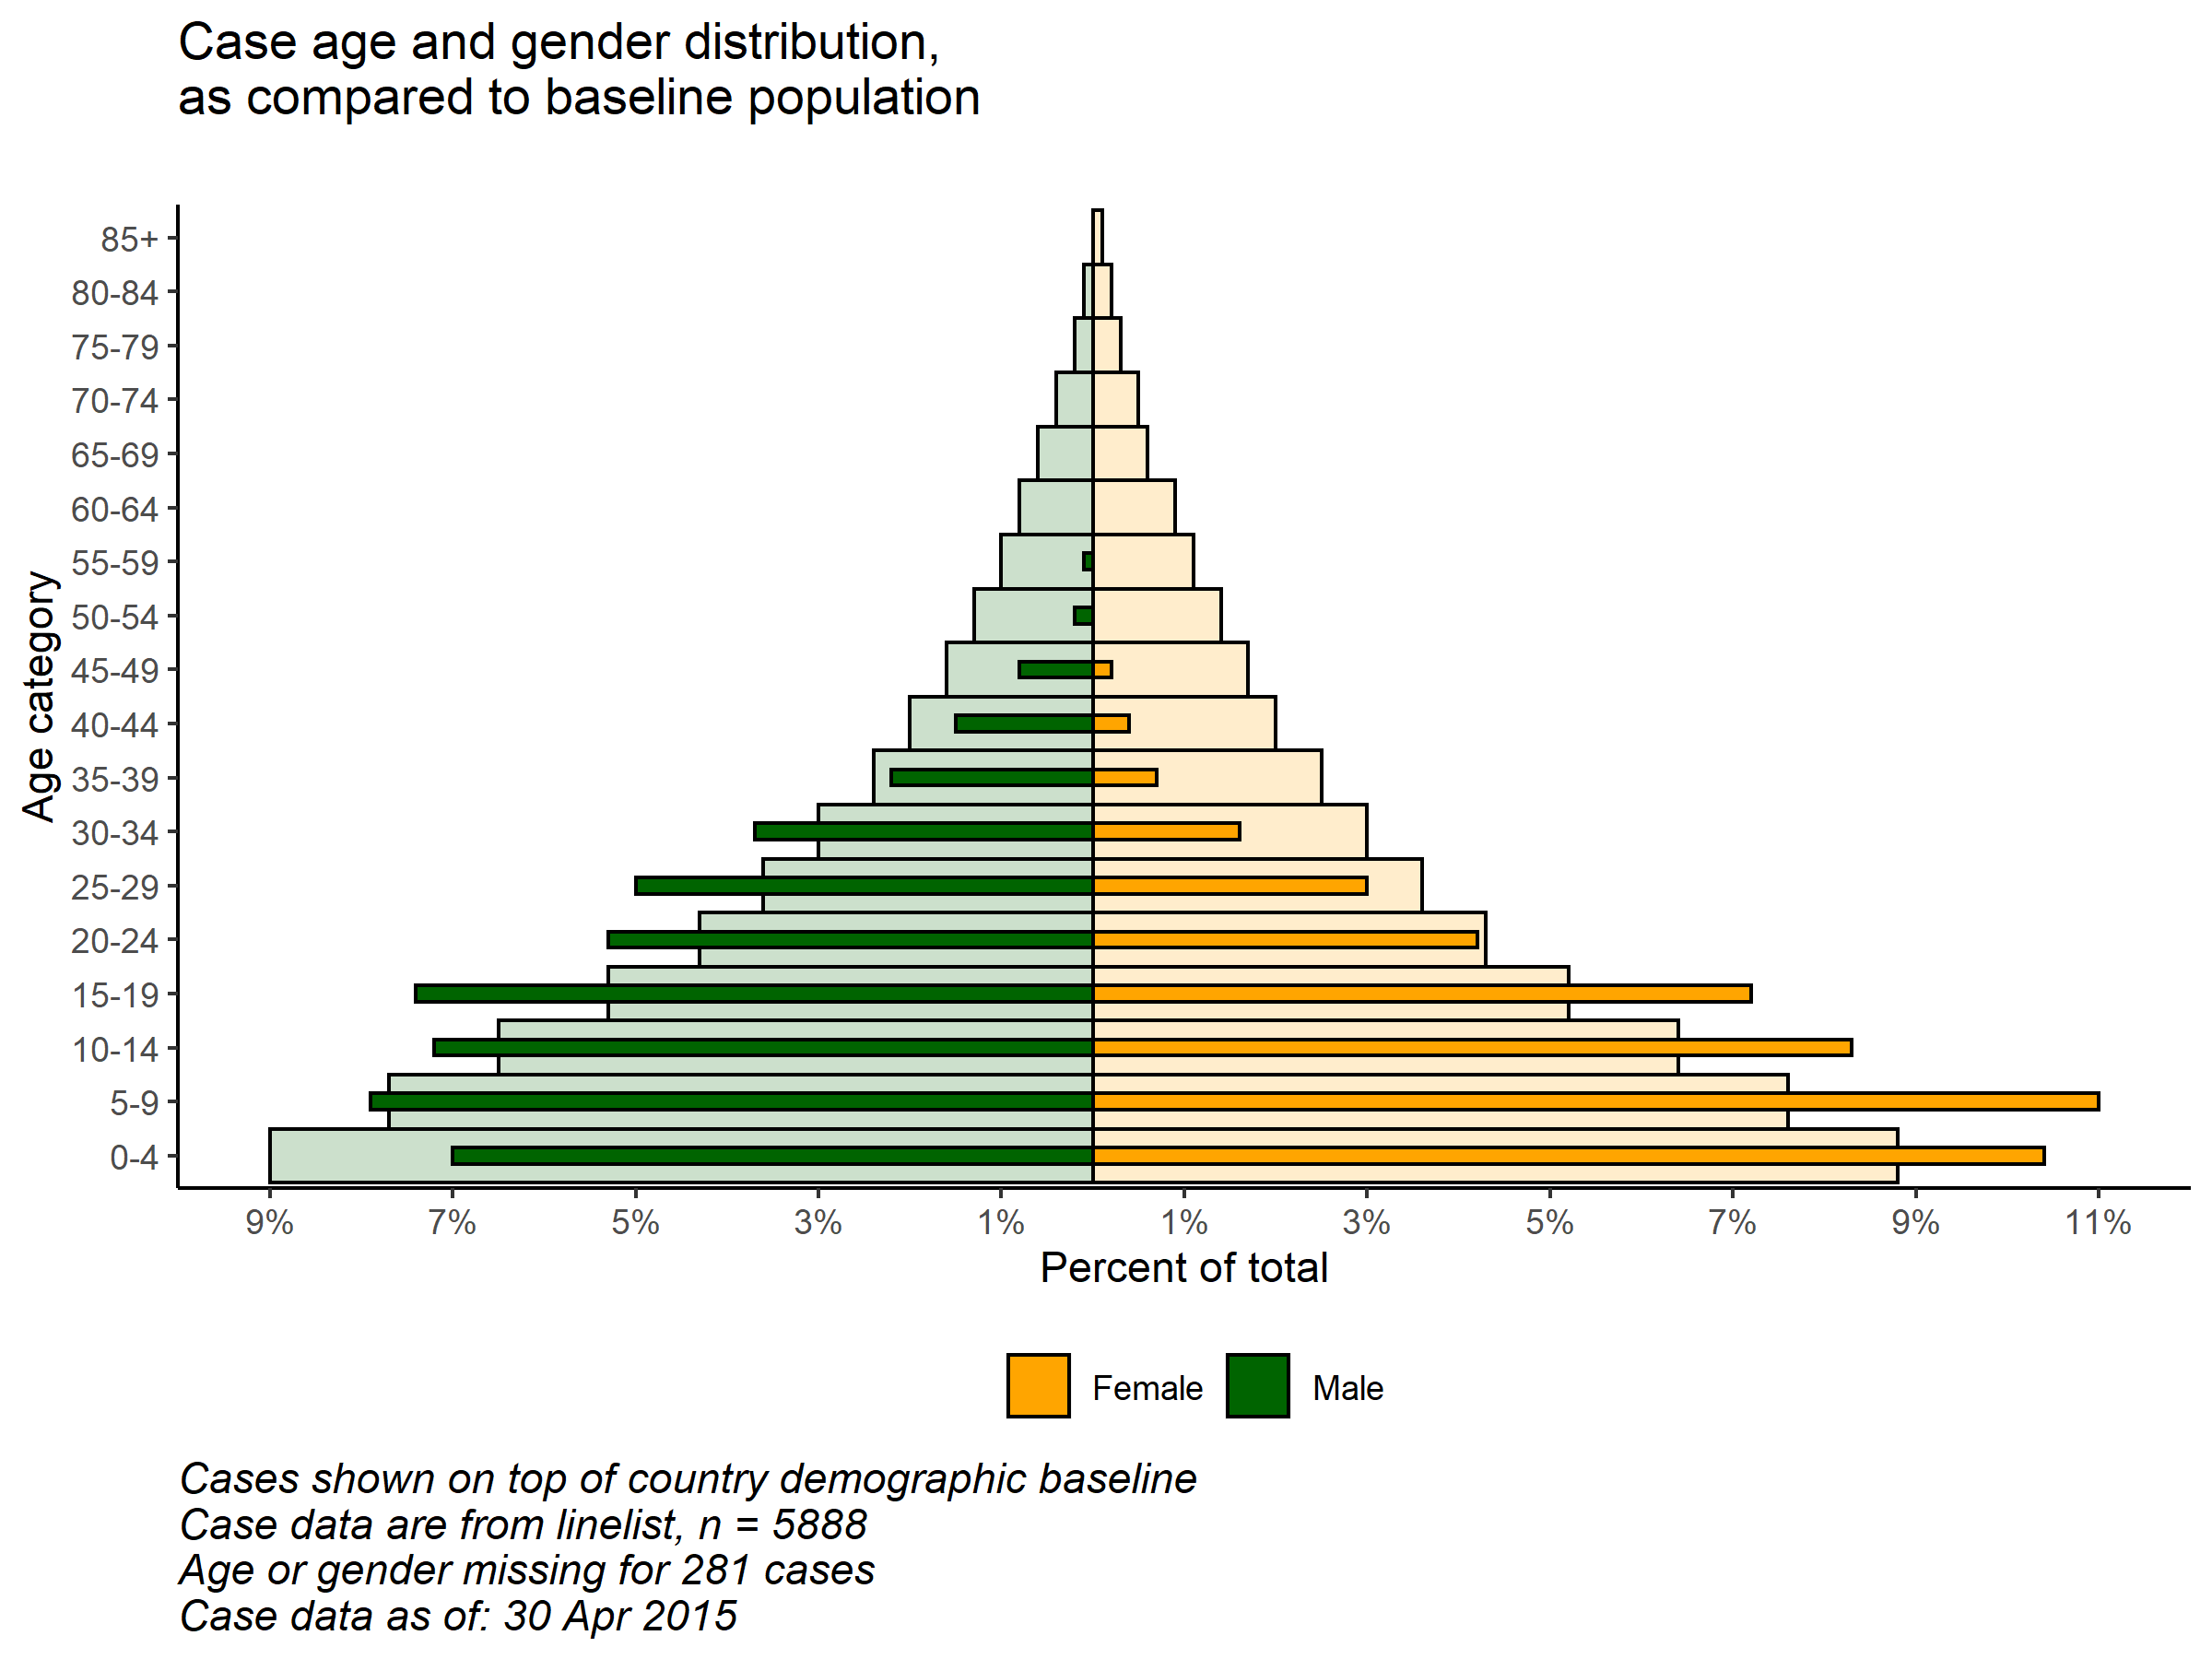 Case age and gender distribution,
as compared to baseline population
85+
80-84
75-79
70-74
65-69
60-64
55-59
50-54
45-49
40-44
35-39
30-34
25-29
20-24
15-19
10-14
5-9
0-4
Age category
9% 7% 5% 3% 1% 1% 3% 5% 7% 9% 11%
Percent of total
Female Male
Cases shown on top of country demographic baseline
Case data are from linelist, n = 5888
Age or gender missing for 281 cases
Case data as of: 30 Apr 2015